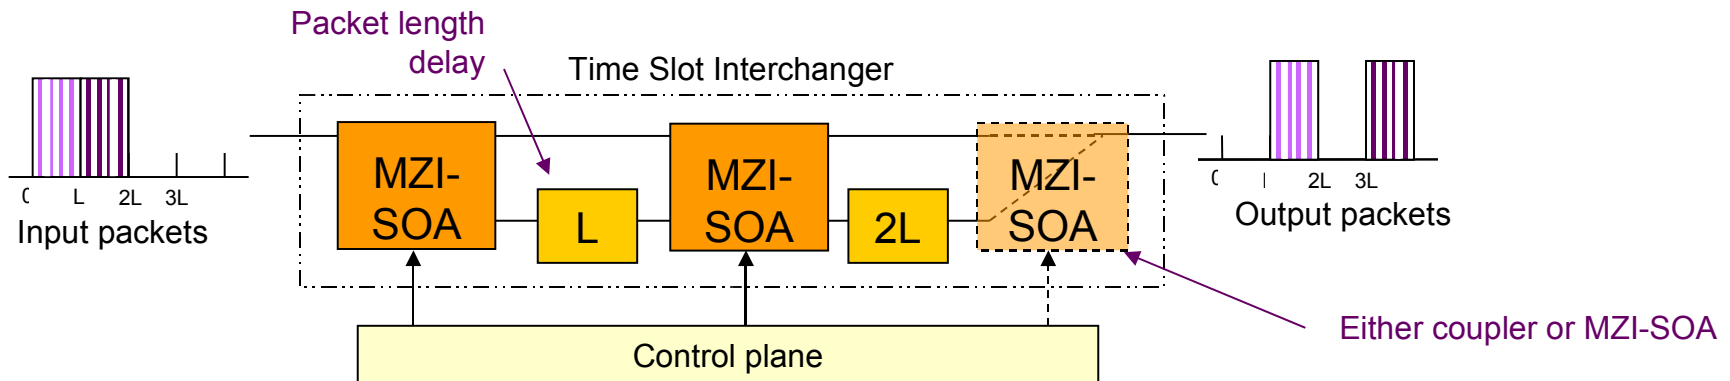 Packet length
delay
Time Slot Interchanger
MZI-
SOA
MZI-
SOA
MZI-
SOA
L
2L
L
2L
3L
Input packets
2L
3L
Output packets
Either coupler or MZI-SOA
Control plane